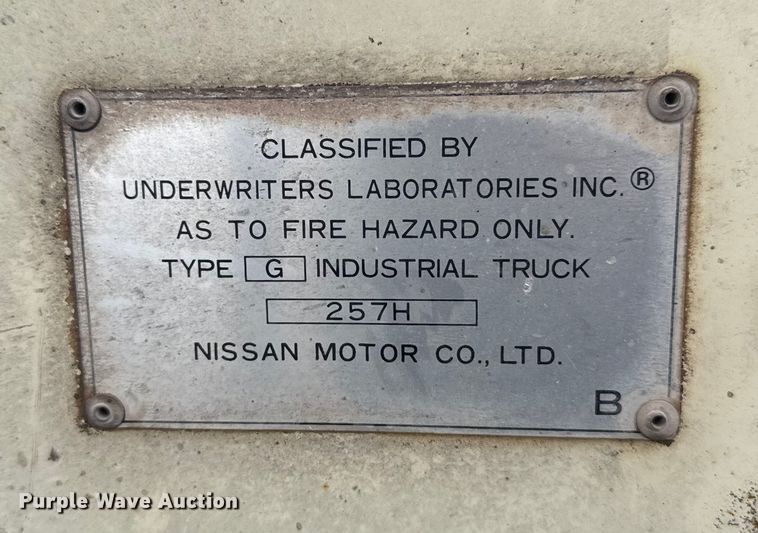 CLASSIFIED BY
UNDERWRITERS LABORATORIES INC.®
AS TO FIRE HAZARD ONLY.
TYPE G INDUSTRIAL TRUCK
257H
NISSAN MOTOR CO., LTD.
B
Purple Wave Auction